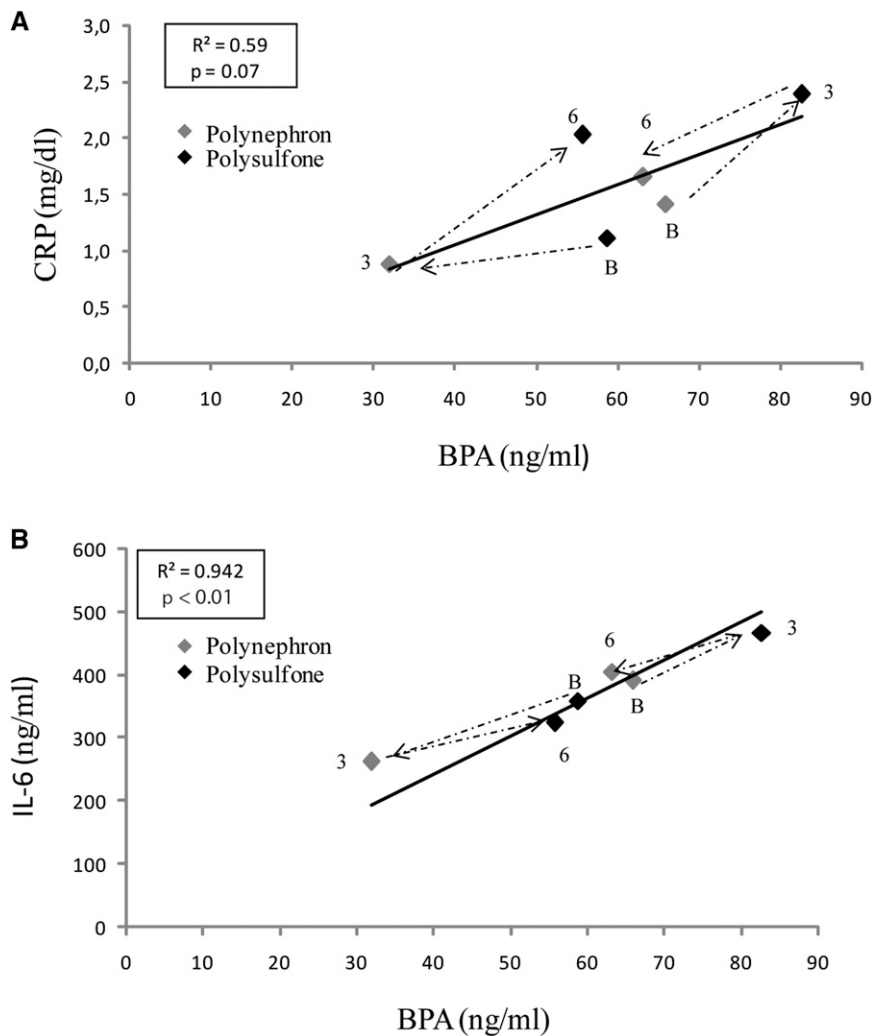 A
R² = 0.59
p = 0.07
Polynephron
Polysulfone
CRP (mg/dl)
3,0
2,5
2,0
1,5
1,0
0,5
0,0
6
6
3
B
3
B
0 10 20 30 40 50 60 70 80 90
BPA (ng/ml)
B
R² = 0.942
p < 0.01
Polynephron
Polysulfone
IL-6 (ng/ml)
600
500
400
300
200
100
0
6
3
B
B
3
6
0 10 20 30 40 50 60 70 80 90
BPA (ng/ml)